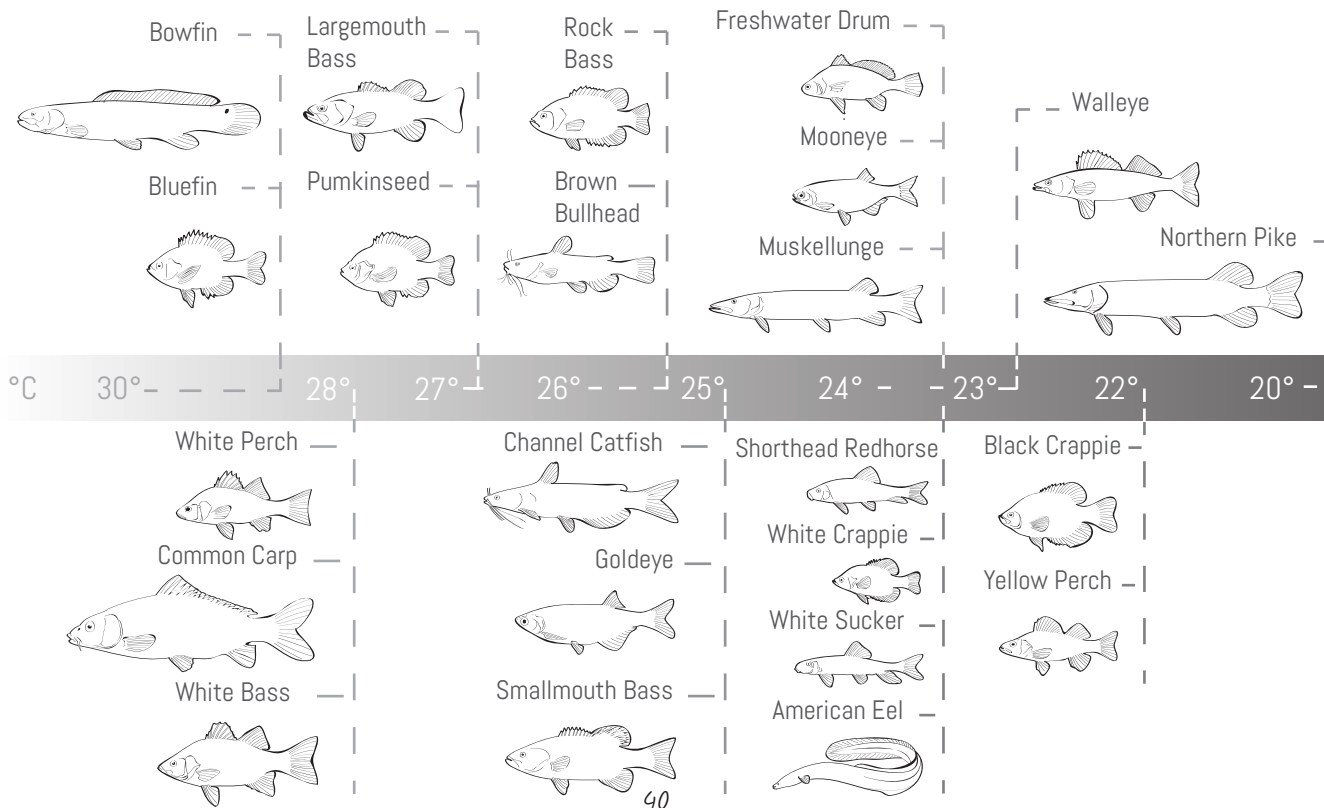 Bowfin
Largemouth
Bass
Rock
Bass
Freshwater Drum
Walleye
Mooneye
Bluefin
Pumkinseed
Brown
Bullhead
Muskellunge
Northern Pike
°C 30° 28° 27° 26° 25° 24° 23° 22° 20°
White Perch
Channel Catfish
Shorthead Redhorse
Black Crappie
White Crappie
Common Carp
Goldeye
Yellow Perch
White Sucker
White Bass
Smallmouth Bass
American Eel
40